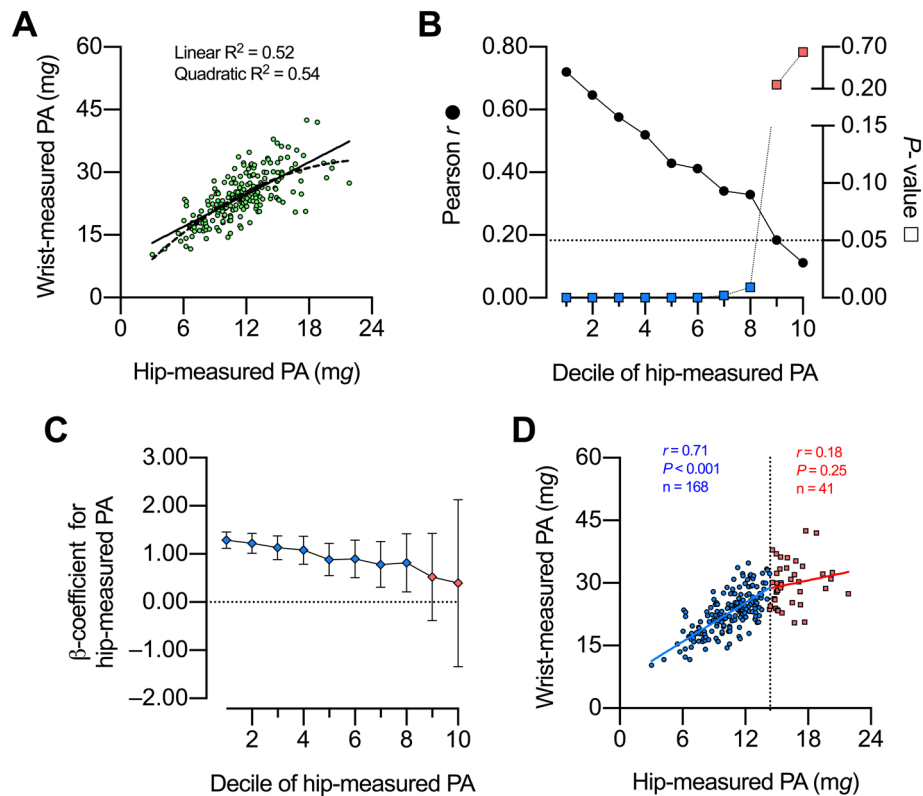 A
60
45
30
15
0
Wrist-measured PA (mg)
Linear R² = 0.52
Quadratic R² = 0.54
0 6 12 18 24
Hip-measured PA (mg)
B
0.80
0.60
0.40
0.20
0.00
Pearson r
0.70
0.20
0.15
0.10
0.05
0.00
P- value
2 4 6 8 10
Decile of hip-measured PA
C
3.00
2.00
1.00
0.00
–1.00
–2.00
β-coefficient for
hip-measured PA
2 4 6 8 10
Decile of hip-measured PA
D
60
45
30
15
0
Wrist-measured PA (mg)
r = 0.71
P < 0.001
n = 168
r = 0.18
P = 0.25
n = 41
0 6 12 18 24
Hip-measured PA (mg)